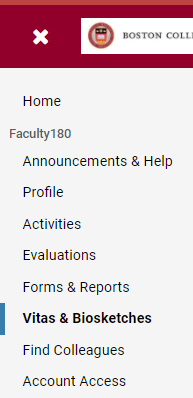 BOSTON COLL
Home
Faculty180
Announcements & Help
Profile
Activities
Evaluations
Forms & Reports
Vitas & Biosketches
Find Colleagues
Account Access